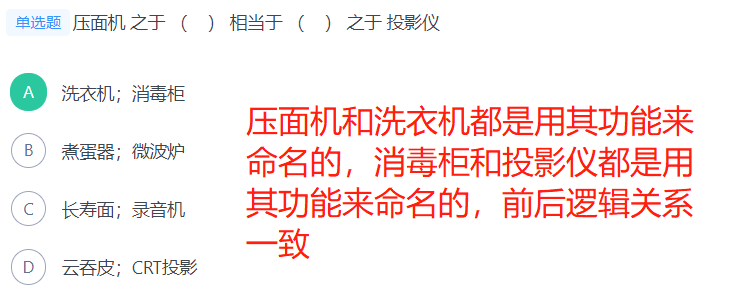 单选题 压面机 之于 （ ） 相当于 （ ） 之于 投影仪
A 洗衣机；消毒柜
B 煮蛋器；微波炉
C 长寿面；录音机
D 云吞皮；CRT投影
压面机和洗衣机都是用其功能来
命名的，消毒柜和投影仪都是用
其功能来命名的，前后逻辑关系
一致